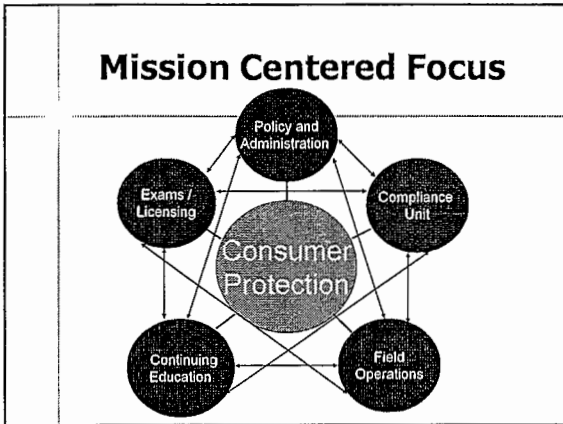 Mission Centered Focus
Policy and
Administration
Exams /
Licensing
Compliance
Unit
Consumer
Protection
Continuing
Education
Field
Operations